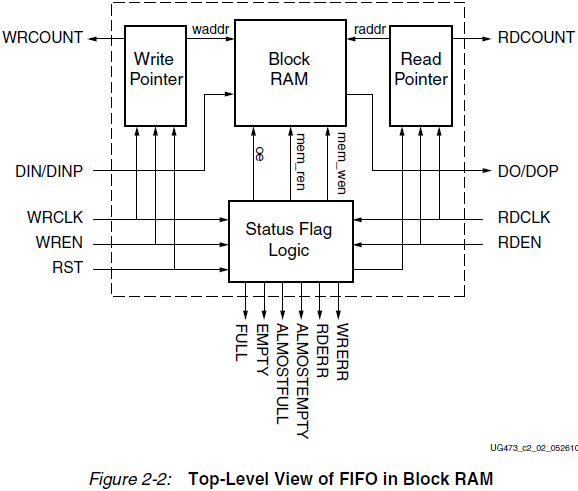 WRCOUNT
waddr
raddr
RDCOUNT
Write
Pointer
Block
RAM
Read
Pointer
DIN/DINP
oe
mem_ren
mem_wen
DO/DOP
WRCLK
WREN
RST
Status Flag
Logic
RDCLK
RDEN
FULL
EMPTY
ALMOSTFULL
ALMOSTEMPTY
RDERR
WRERR
UG473_c2_02_052610
Figure 2-2: Top-Level View of FIFO in Block RAM